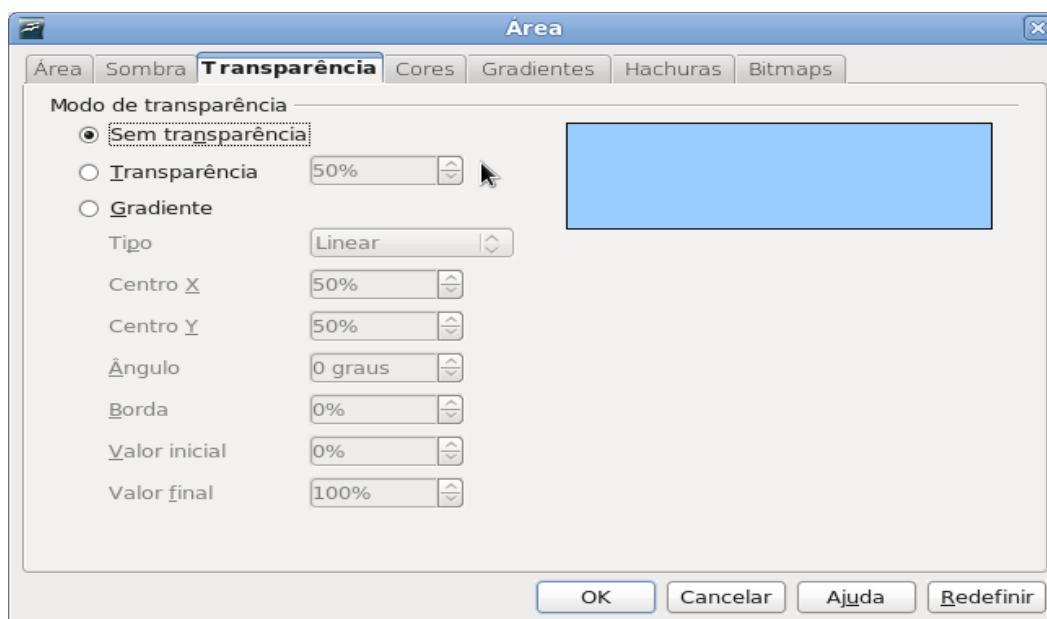 Área
Área Sombra Transparência Cores Gradientes Hachuras Bitmaps
Modo de transparência
Sem transparência
Transparência 50%
Gradiente
Tipo Linear
Centro X 50%
Centro Y 50%
Ângulo 0 graus
Borda 0%
Valor inicial 0%
Valor final 100%
OK Cancelar Ajuda Redefinir